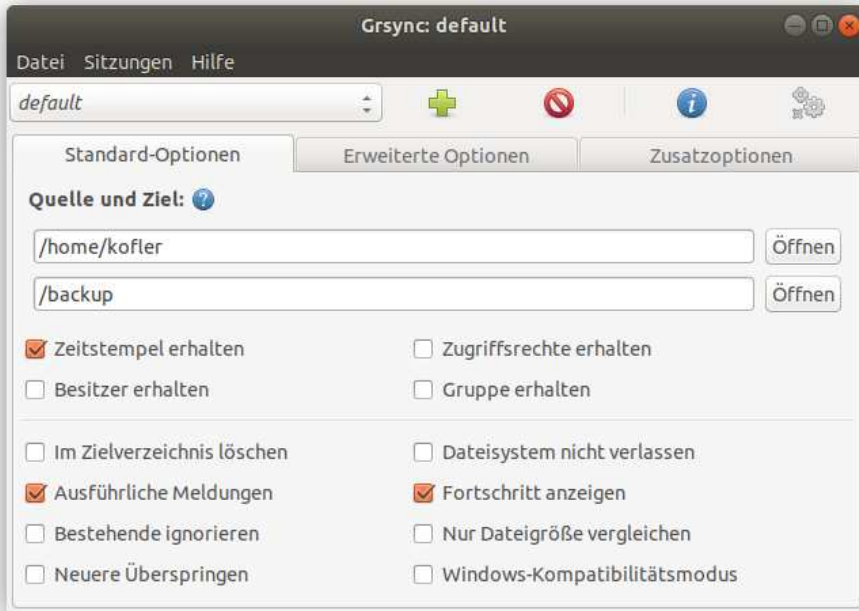 Grsync: default
Datei Sitzungen Hilfe
default
Standard-Optionen Erweiterte Optionen Zusatzoptionen
Quelle und Ziel:
/home/kofler Öffnen
/backup Öffnen
Zeitstempel erhalten Zugriffsrechte erhalten
Besitzer erhalten Gruppe erhalten
Im Zielverzeichnis löschen Dateisystem nicht verlassen
Ausführliche Meldungen Fortschritt anzeigen
Bestehende ignorieren Nur Dateigröße vergleichen
Neuere Überspringen Windows-Kompatibilitätsmodus